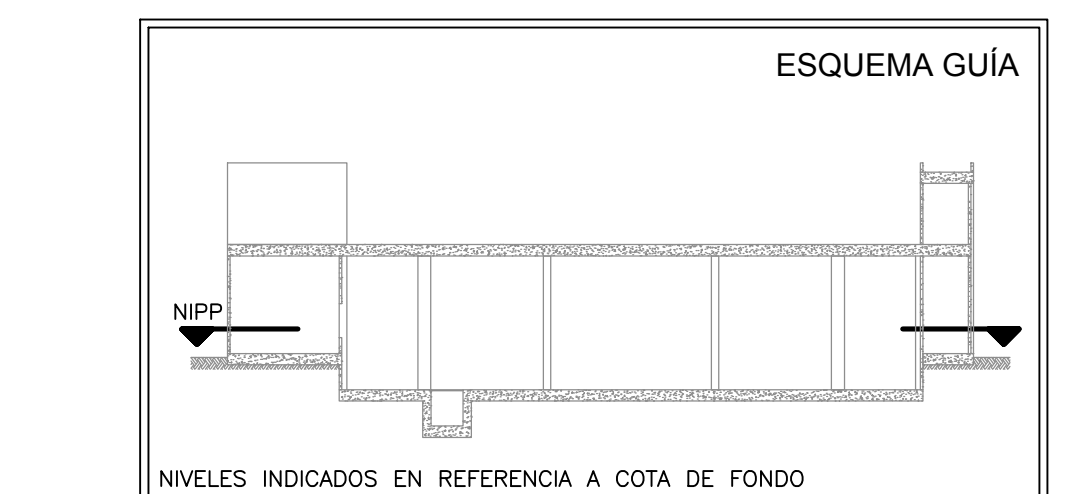 ESQUEMA GUÍA
NIPP
NIVELES INDICADOS EN REFERENCIA A COTA DE FONDO